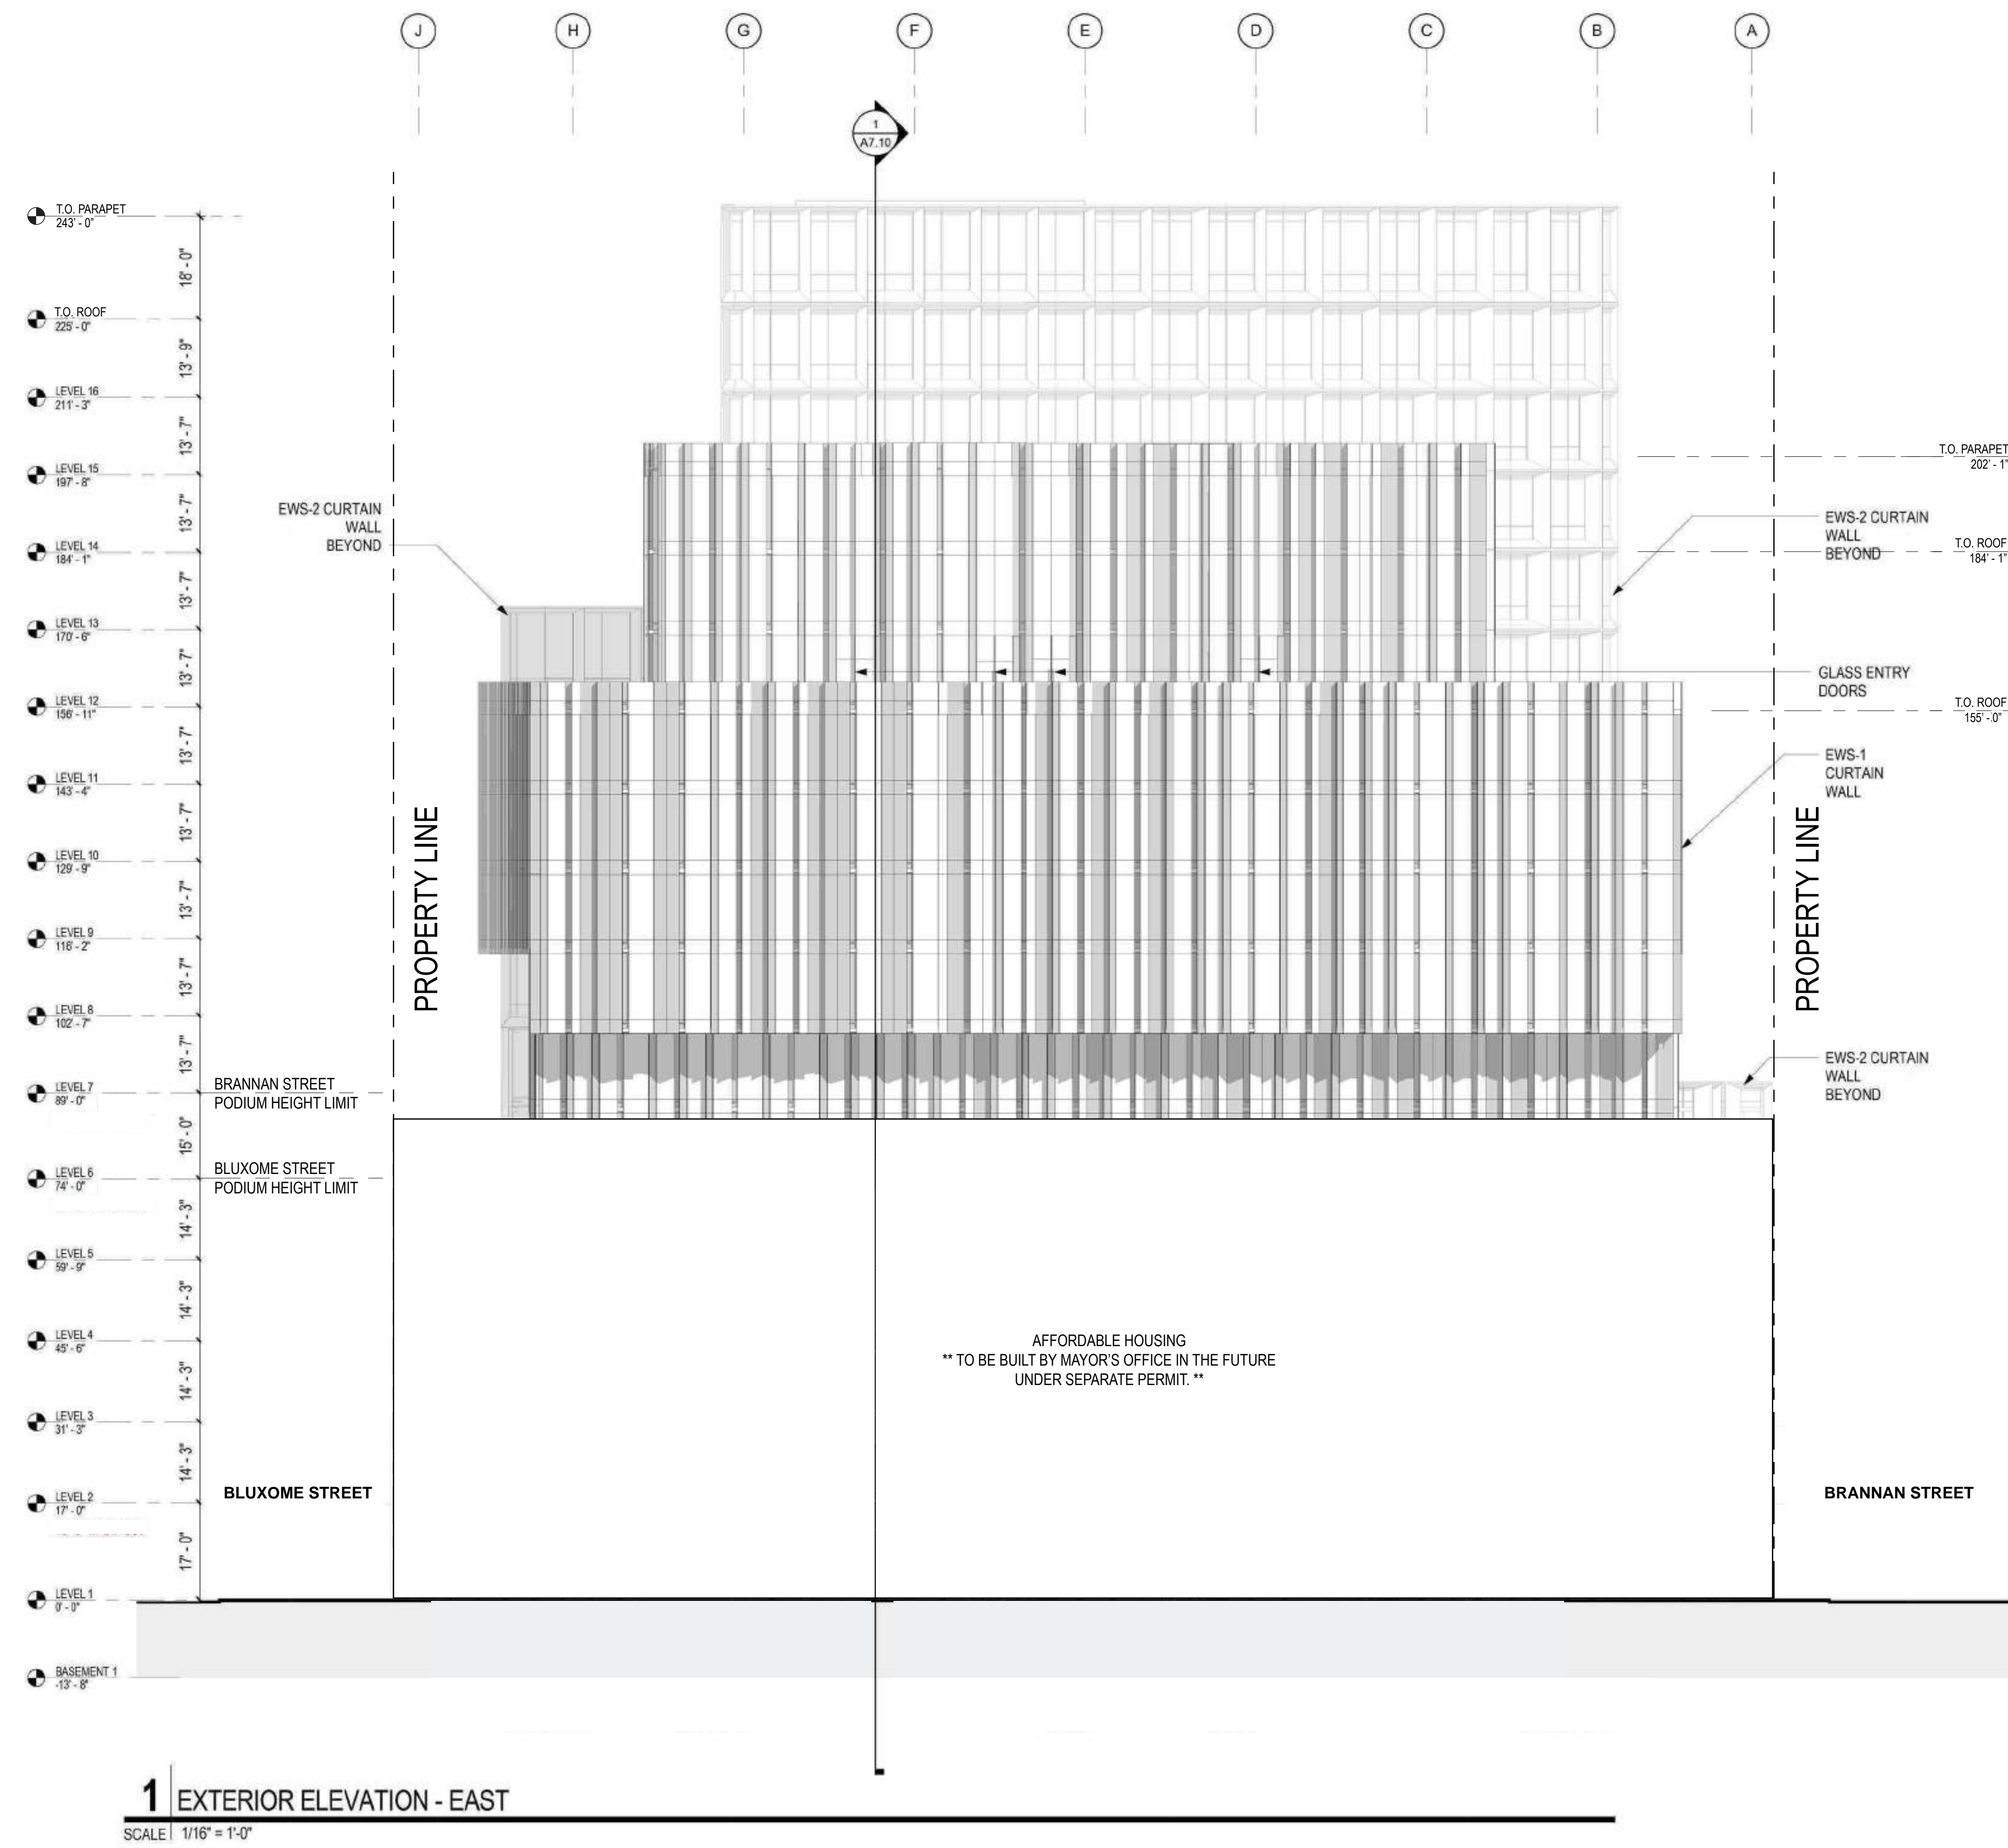 J H G F E D C B A
1
A7.10
T.O. PARAPET
243' - 0"
18' - 0"
T.O. ROOF
225' - 0"
13' - 9"
LEVEL 16
211' - 3"
13' - 7"
T.O. PARAPET
202' - 1"
LEVEL 15
197' - 8"
13' - 7"
EWS-2 CURTAIN
WALL
BEYOND
EWS-2 CURTAIN
WALL
BEYOND
T.O. ROOF
184' - 1"
LEVEL 14
184' - 1"
13' - 7"
LEVEL 13
170' - 6"
13' - 7"
GLASS ENTRY
DOORS
LEVEL 12
156' - 11"
T.O. ROOF
155' - 0"
13' - 7"
EWS-1
CURTAIN
WALL
LEVEL 11
143' - 4"
13' - 7"
PROPERTY LINE
PROPERTY LINE
LEVEL 10
129' - 9"
13' - 7"
LEVEL 9
116' - 2"
13' - 7"
LEVEL 8
102' - 7"
13' - 7"
EWS-2 CURTAIN
WALL
BEYOND
LEVEL 7
89' - 0"
BRANNAN STREET
PODIUM HEIGHT LIMIT
15' - 0"
LEVEL 6
74' - 0"
BLUXOME STREET
PODIUM HEIGHT LIMIT
14' - 3"
LEVEL 5
59' - 9"
14' - 3"
LEVEL 4
45' - 6"
AFFORDABLE HOUSING
** TO BE BUILT BY MAYOR'S OFFICE IN THE FUTURE
UNDER SEPARATE PERMIT. **
14' - 3"
LEVEL 3
31' - 3"
14' - 3"
LEVEL 2
17' - 0"
BLUXOME STREET
BRANNAN STREET
17' - 0"
LEVEL 1
0' - 0"
BASEMENT 1
-13' - 8"
1 EXTERIOR ELEVATION - EAST
SCALE 1/16" = 1'-0"